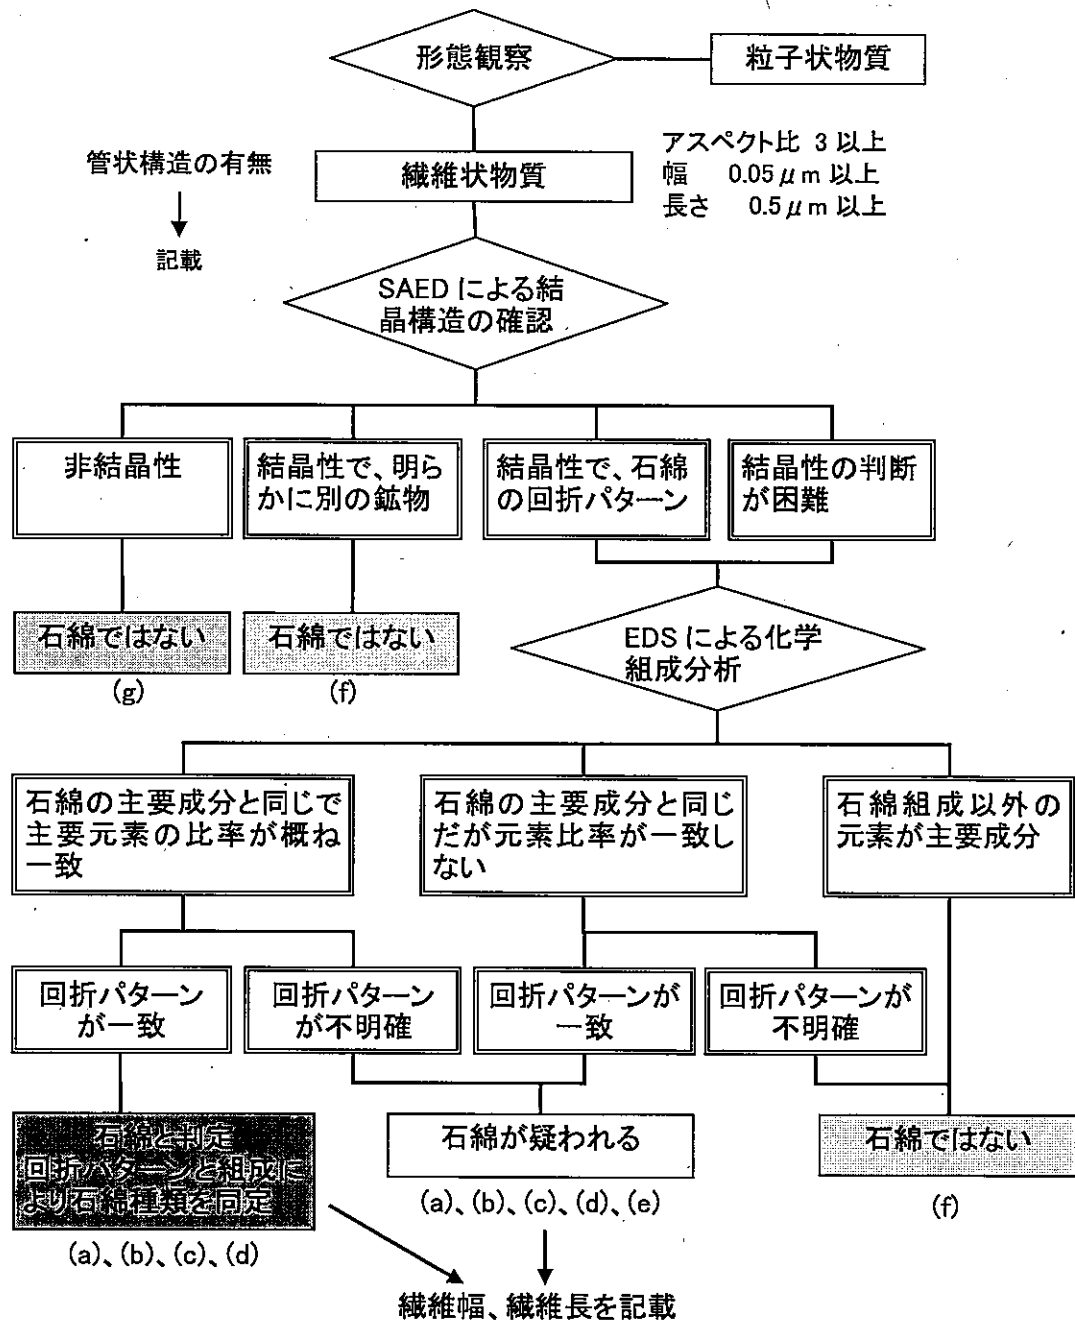 形態観察
粒子状物質
管状構造の有無
記載
繊維状物質
アスペクト比 3 以上
幅 0.05μm 以上
長さ 0.5μm 以上
SAED による結
晶構造の確認
非結晶性
結晶性で、明ら
かに別の鉱物
結晶性で、石綿
の回折パターン
結晶性の判断
が困難
石綿ではない
(g)
石綿ではない
(f)
EDS による化学
組成分析
石綿の主要成分と同じで
主要元素の比率が概ね
一致
石綿の主要成分と同じ
だが元素比率が一致し
ない
石綿組成以外の
元素が主要成分
回折パターン
が一致
回折パターン
が不明確
回折パターンが
一致
回折パターンが
不明確
石綿と判定
回折パターンと組成に
より石綿種類を同定
(a)、(b)、(c)、(d)
石綿が疑われる
(a)、(b)、(c)、(d)、(e)
石綿ではない
(f)
繊維幅、繊維長を記載